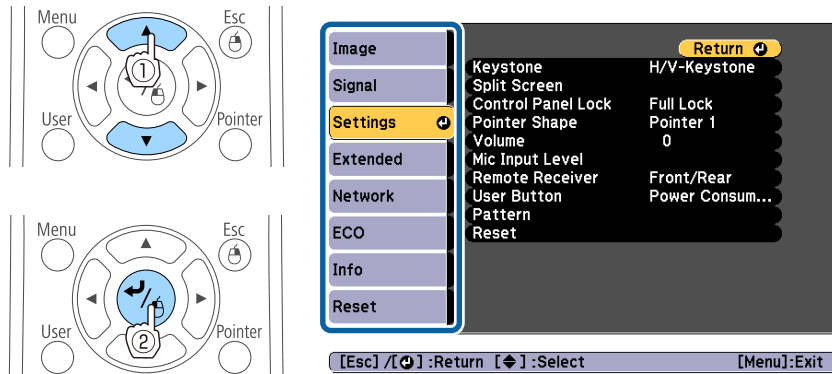 Menu
Esc
①
User
Pointer
Menu
Esc
②
User
Pointer
Image
Signal
Settings
Extended
Network
ECO
Info
Reset
Return
Keystone H/V-Keystone
Split Screen
Control Panel Lock Full Lock
Pointer Shape Pointer 1
Volume 0
Mic Input Level
Remote Receiver Front/Rear
User Button Power Consum...
Pattern
Reset
[Esc] /[⏎] :Return [◆] :Select [Menu]:Exit